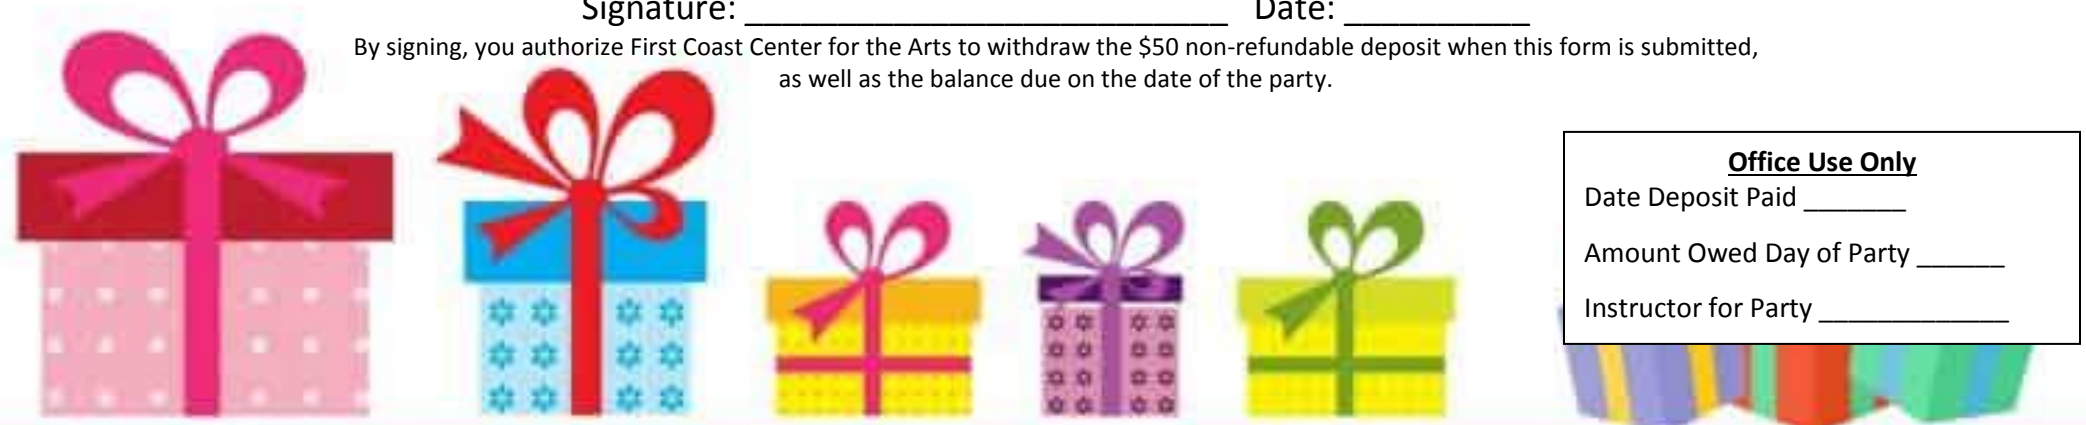 Signature: ____________________________ Date: ___________
By signing, you authorize First Coast Center for the Arts to withdraw the $50 non-refundable deposit when this form is submitted,
as well as the balance due on the date of the party.
Office Use Only
Date Deposit Paid _______
Amount Owed Day of Party ______
Instructor for Party _____________